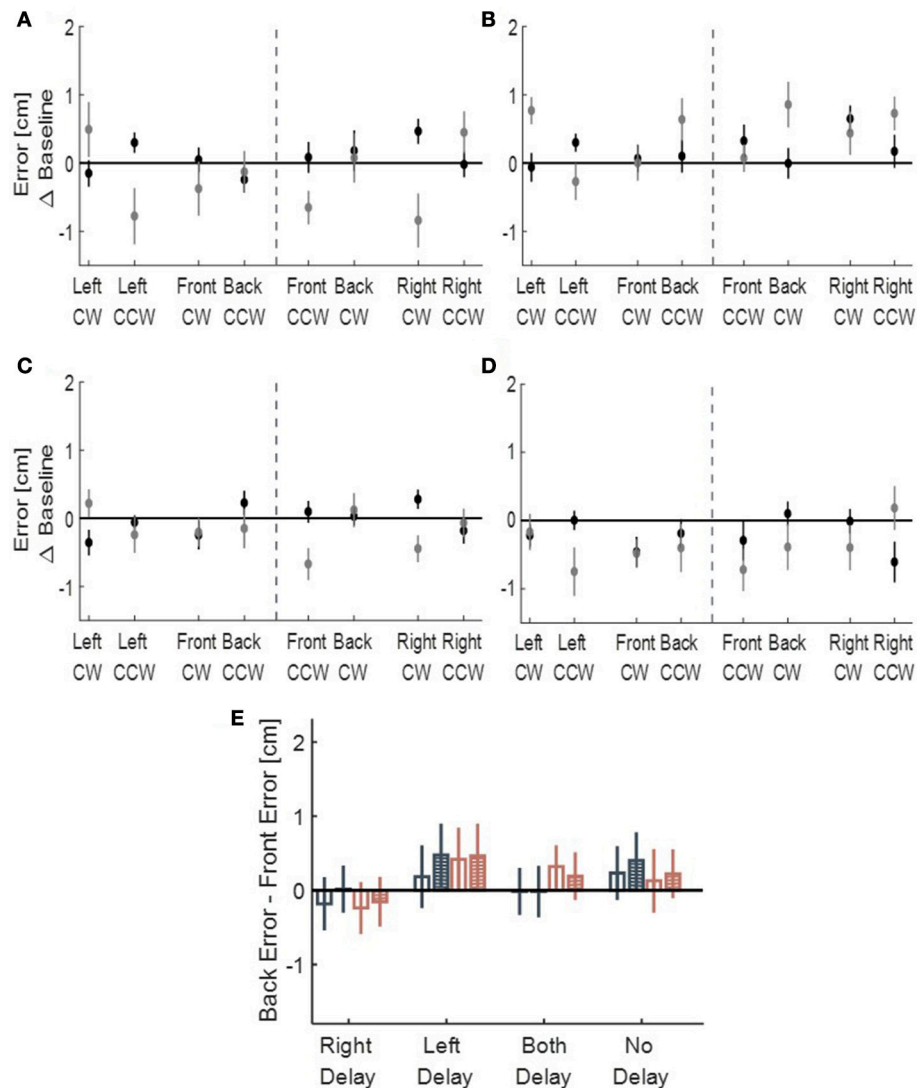 A
Error [cm]
Δ Baseline
2
1
0
-1
Left Left Front Back Front Back Right Right
CW CCW CW CCW CCW CW CW CCW
B
2
1
0
-1
Left Left Front Back Front Back Right Right
CW CCW CW CCW CCW CW CW CCW
C
Error [cm]
Δ Baseline
2
1
0
-1
Left Left Front Back Front Back Right Right
CW CCW CW CCW CCW CW CW CCW
D
2
1
0
-1
Left Left Front Back Front Back Right Right
CW CCW CW CCW CCW CW CW CCW
E
Back Error - Front Error [cm]
2
1
0
-1
Right Left Both No
Delay Delay Delay Delay